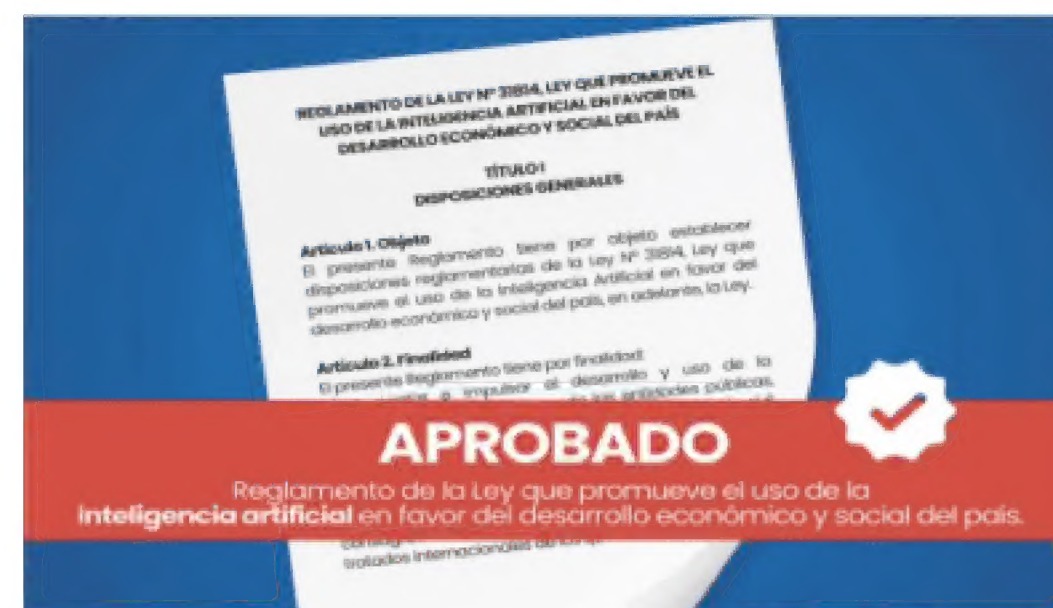 REGLAMENTO DE LA LEY Nº 31814, LEY QUE PROMUEVE EL
USO DE LA INTELIGENCIA ARTIFICIAL EN FAVOR DEL
DESARROLLO ECONÓMICO Y SOCIAL DEL PAÍS
TÍTULO I
DISPOSICIONES GENERALES
Artículo 1. Objeto
El presente Reglamento tiene por objeto establecer
disposiciones reglamentarias de la Ley Nº 31814, Ley que
promueve el uso de la Inteligencia Artificial en favor del
desarrollo económico y social del país, en adelante, la Ley.
Artículo 2. Finalidad
El presente Reglamento tiene por finalidad:
impulsar el desarrollo y uso de la
entidades públicas,
APROBADO
Reglamento de la Ley que promueve el uso de la
inteligencia artificial en favor del desarrollo económico y social del país.
tratados internacionales